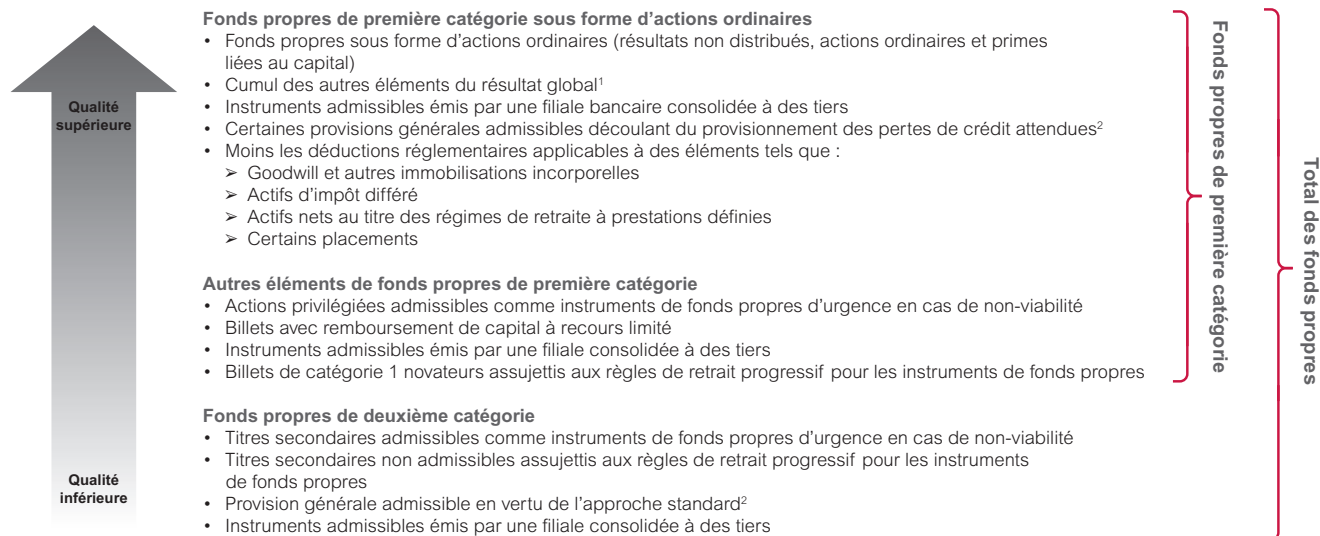 Fonds propres de première catégorie sous forme d'actions ordinaires
• Fonds propres sous forme d'actions ordinaires (résultats non distribués, actions ordinaires et primes
liées au capital)
• Cumul des autres éléments du résultat global¹
• Instruments admissibles émis par une filiale bancaire consolidée à des tiers
• Certaines provisions générales admissibles découlant du provisionnement des pertes de crédit attendues²
• Moins les déductions réglementaires applicables à des éléments tels que :
➢ Goodwill et autres immobilisations incorporelles
➢ Actifs d'impôt différé
➢ Actifs nets au titre des régimes de retraite à prestations définies
➢ Certains placements
Autres éléments de fonds propres de première catégorie
• Actions privilégiées admissibles comme instruments de fonds propres d'urgence en cas de non-viabilité
• Billets avec remboursement de capital à recours limité
• Instruments admissibles émis par une filiale consolidée à des tiers
• Billets de catégorie 1 novateurs assujettis aux règles de retrait progressif pour les instruments de fonds propres
Fonds propres de deuxième catégorie
• Titres secondaires admissibles comme instruments de fonds propres d'urgence en cas de non-viabilité
• Titres secondaires non admissibles assujettis aux règles de retrait progressif pour les instruments
de fonds propres
• Provision générale admissible en vertu de l'approche standard²
• Instruments admissibles émis par une filiale consolidée à des tiers
Qualité
supérieure
Qualité
inférieure
Fonds propres de première catégorie
Total des fonds propres